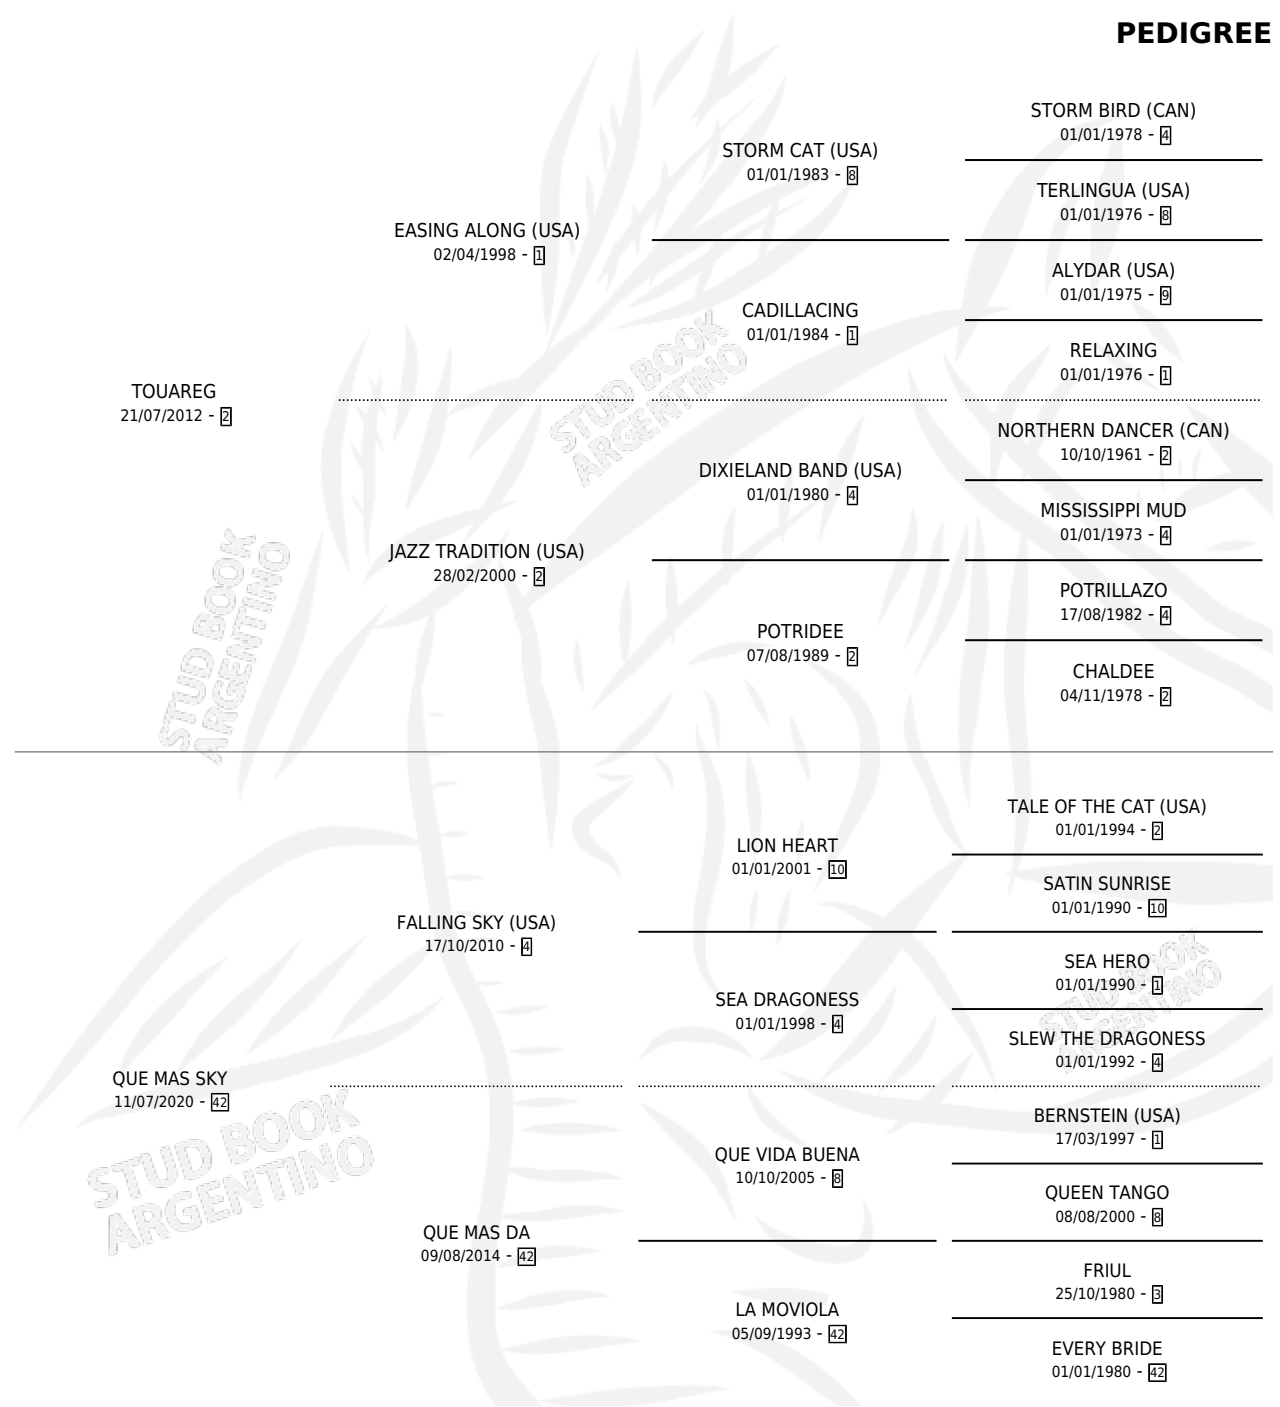 PEDIGREE
STORM BIRD (CAN)
01/01/1978 - 4
STORM CAT (USA)
01/01/1983 - 8
TERLINGUA (USA)
01/01/1976 - 8
EASING ALONG (USA)
02/04/1998 - 1
ALYDAR (USA)
01/01/1975 - 9
CADILLACING
01/01/1984 - 1
RELAXING
01/01/1976 - 1
TOUAREG
21/07/2012 - 2
NORTHERN DANCER (CAN)
10/10/1961 - 2
DIXIELAND BAND (USA)
01/01/1980 - 4
MISSISSIPPI MUD
01/01/1973 - 4
JAZZ TRADITION (USA)
28/02/2000 - 2
POTRILLAZO
17/08/1982 - 4
POTRIDEE
07/08/1989 - 2
CHALDEE
04/11/1978 - 2
TALE OF THE CAT (USA)
01/01/1994 - 2
LION HEART
01/01/2001 - 10
SATIN SUNRISE
01/01/1990 - 10
FALLING SKY (USA)
17/10/2010 - 4
SEA HERO
01/01/1990 - 1
SEA DRAGONESS
01/01/1998 - 4
SLEW THE DRAGONESS
01/01/1992 - 4
QUE MAS SKY
11/07/2020 - 42
BERNSTEIN (USA)
17/03/1997 - 1
QUE VIDA BUENA
10/10/2005 - 8
QUEEN TANGO
08/08/2000 - 8
QUE MAS DA
09/08/2014 - 42
FRIUL
25/10/1980 - 3
LA MOVIOLA
05/09/1993 - 42
EVERY BRIDE
01/01/1980 - 42
STUD BOOK
ARGENTINO
STUD BOOK
ARGENTINO
STUD BOOK
ARGENTINO
STUD BOOK
ARGENTINO